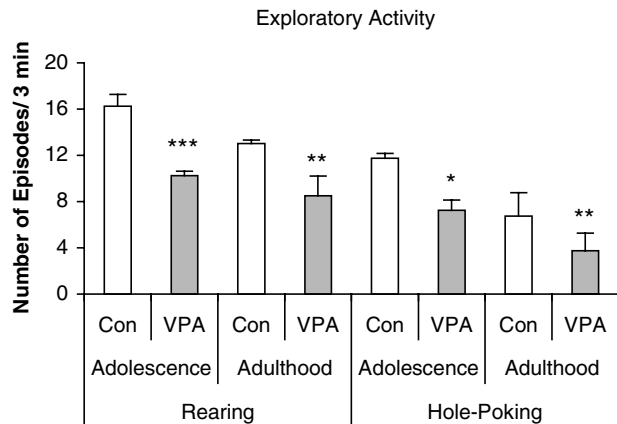 Exploratory Activity
Number of Episodes/ 3 min
20
16
12
8
4
0
***
**
*
**
Con VPA Con VPA Con VPA Con VPA
Adolescence Adulthood Adolescence Adulthood
Rearing Hole-Poking